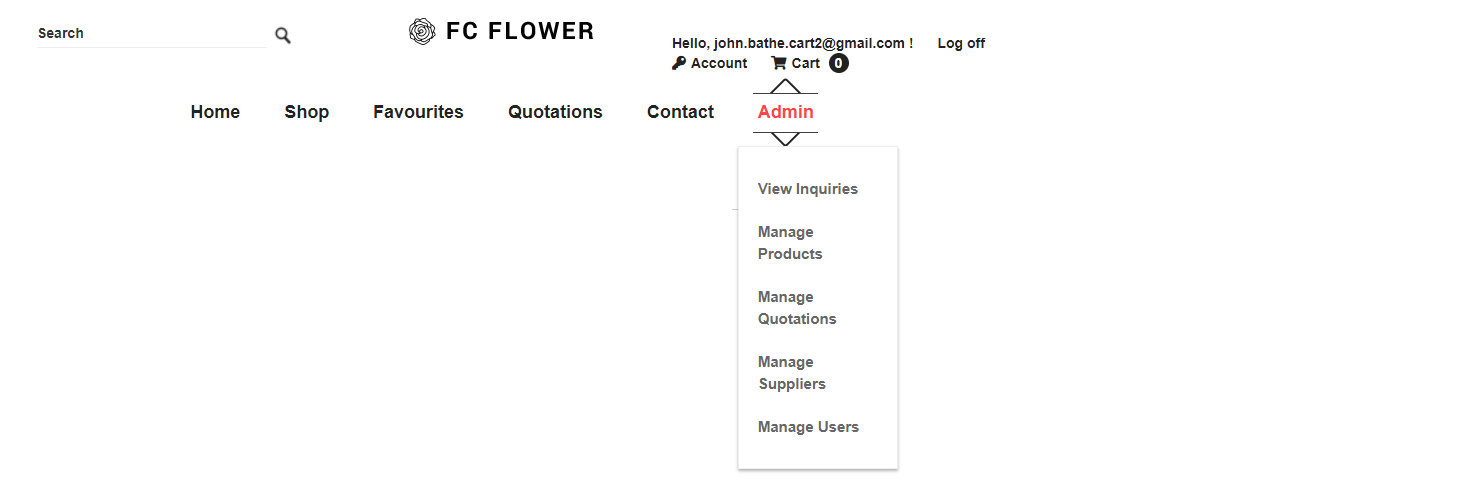 Search
FC FLOWER
Hello, john.bathe.cart2@gmail.com ! Log off
Account Cart 0
Home Shop Favourites Quotations Contact Admin
View Inquiries
Manage
Products
Manage
Quotations
Manage
Suppliers
Manage Users